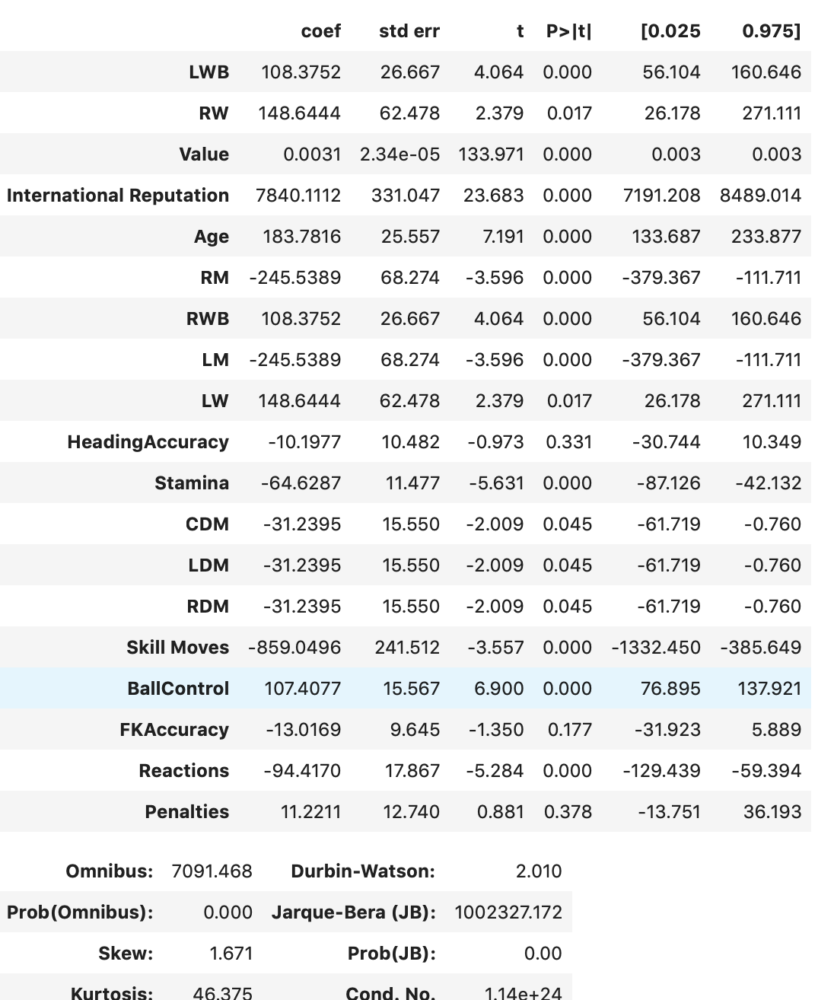 coef std err t P>|t| [0.025 0.975]
LWB 108.3752 26.667 4.064 0.000 56.104 160.646
RW 148.6444 62.478 2.379 0.017 26.178 271.111
Value 0.0031 2.34e-05 133.971 0.000 0.003 0.003
International Reputation 7840.1112 331.047 23.683 0.000 7191.208 8489.014
Age 183.7816 25.557 7.191 0.000 133.687 233.877
RM -245.5389 68.274 -3.596 0.000 -379.367 -111.711
RWB 108.3752 26.667 4.064 0.000 56.104 160.646
LM -245.5389 68.274 -3.596 0.000 -379.367 -111.711
LW 148.6444 62.478 2.379 0.017 26.178 271.111
HeadingAccuracy -10.1977 10.482 -0.973 0.331 -30.744 10.349
Stamina -64.6287 11.477 -5.631 0.000 -87.126 -42.132
CDM -31.2395 15.550 -2.009 0.045 -61.719 -0.760
LDM -31.2395 15.550 -2.009 0.045 -61.719 -0.760
RDM -31.2395 15.550 -2.009 0.045 -61.719 -0.760
Skill Moves -859.0496 241.512 -3.557 0.000 -1332.450 -385.649
BallControl 107.4077 15.567 6.900 0.000 76.895 137.921
FKAccuracy -13.0169 9.645 -1.350 0.177 -31.923 5.889
Reactions -94.4170 17.867 -5.284 0.000 -129.439 -59.394
Penalties 11.2211 12.740 0.881 0.378 -13.751 36.193
Omnibus: 7091.468 Durbin-Watson: 2.010
Prob(Omnibus): 0.000 Jarque-Bera (JB): 1002327.172
Skew: 1.671 Prob(JB): 0.00
Kurtosis: 46.375 Cond. No. 1.14e+24